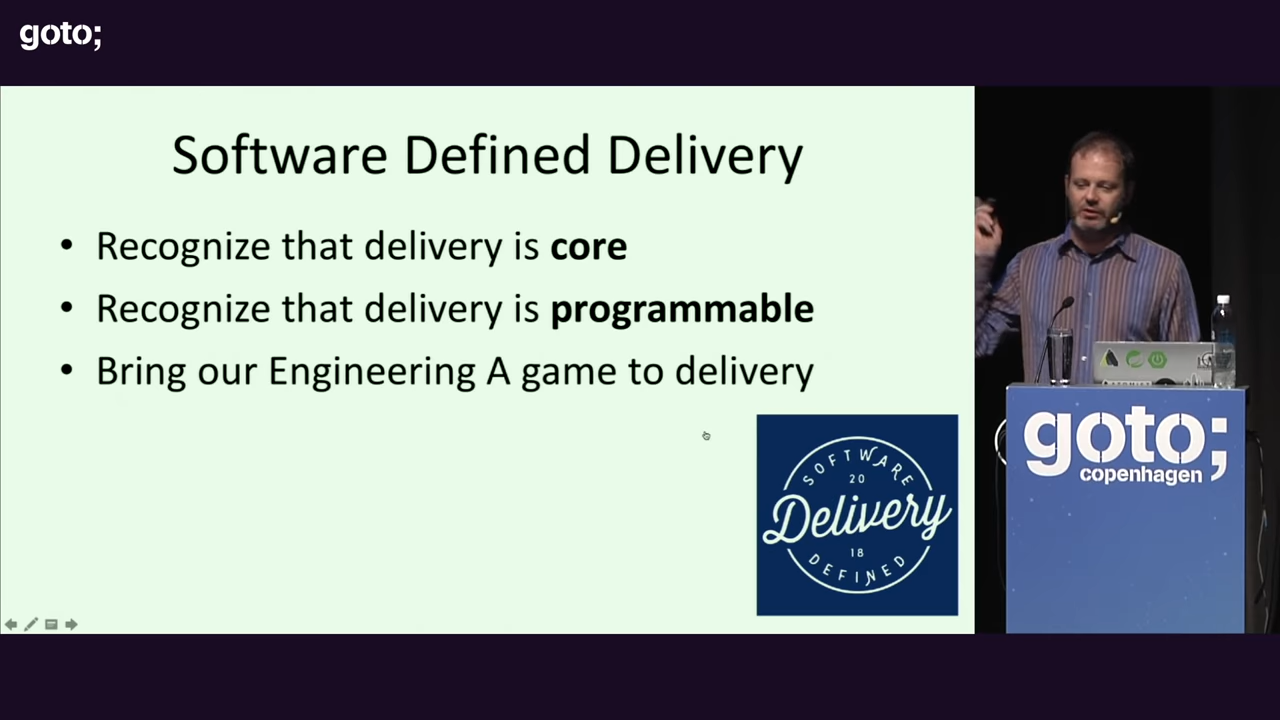 goto;
Software Defined Delivery
• Recognize that delivery is core
• Recognize that delivery is programmable
• Bring our Engineering A game to delivery
SOFTWARE
20
Delivery
18
DEFINED
goto;
copenhagen